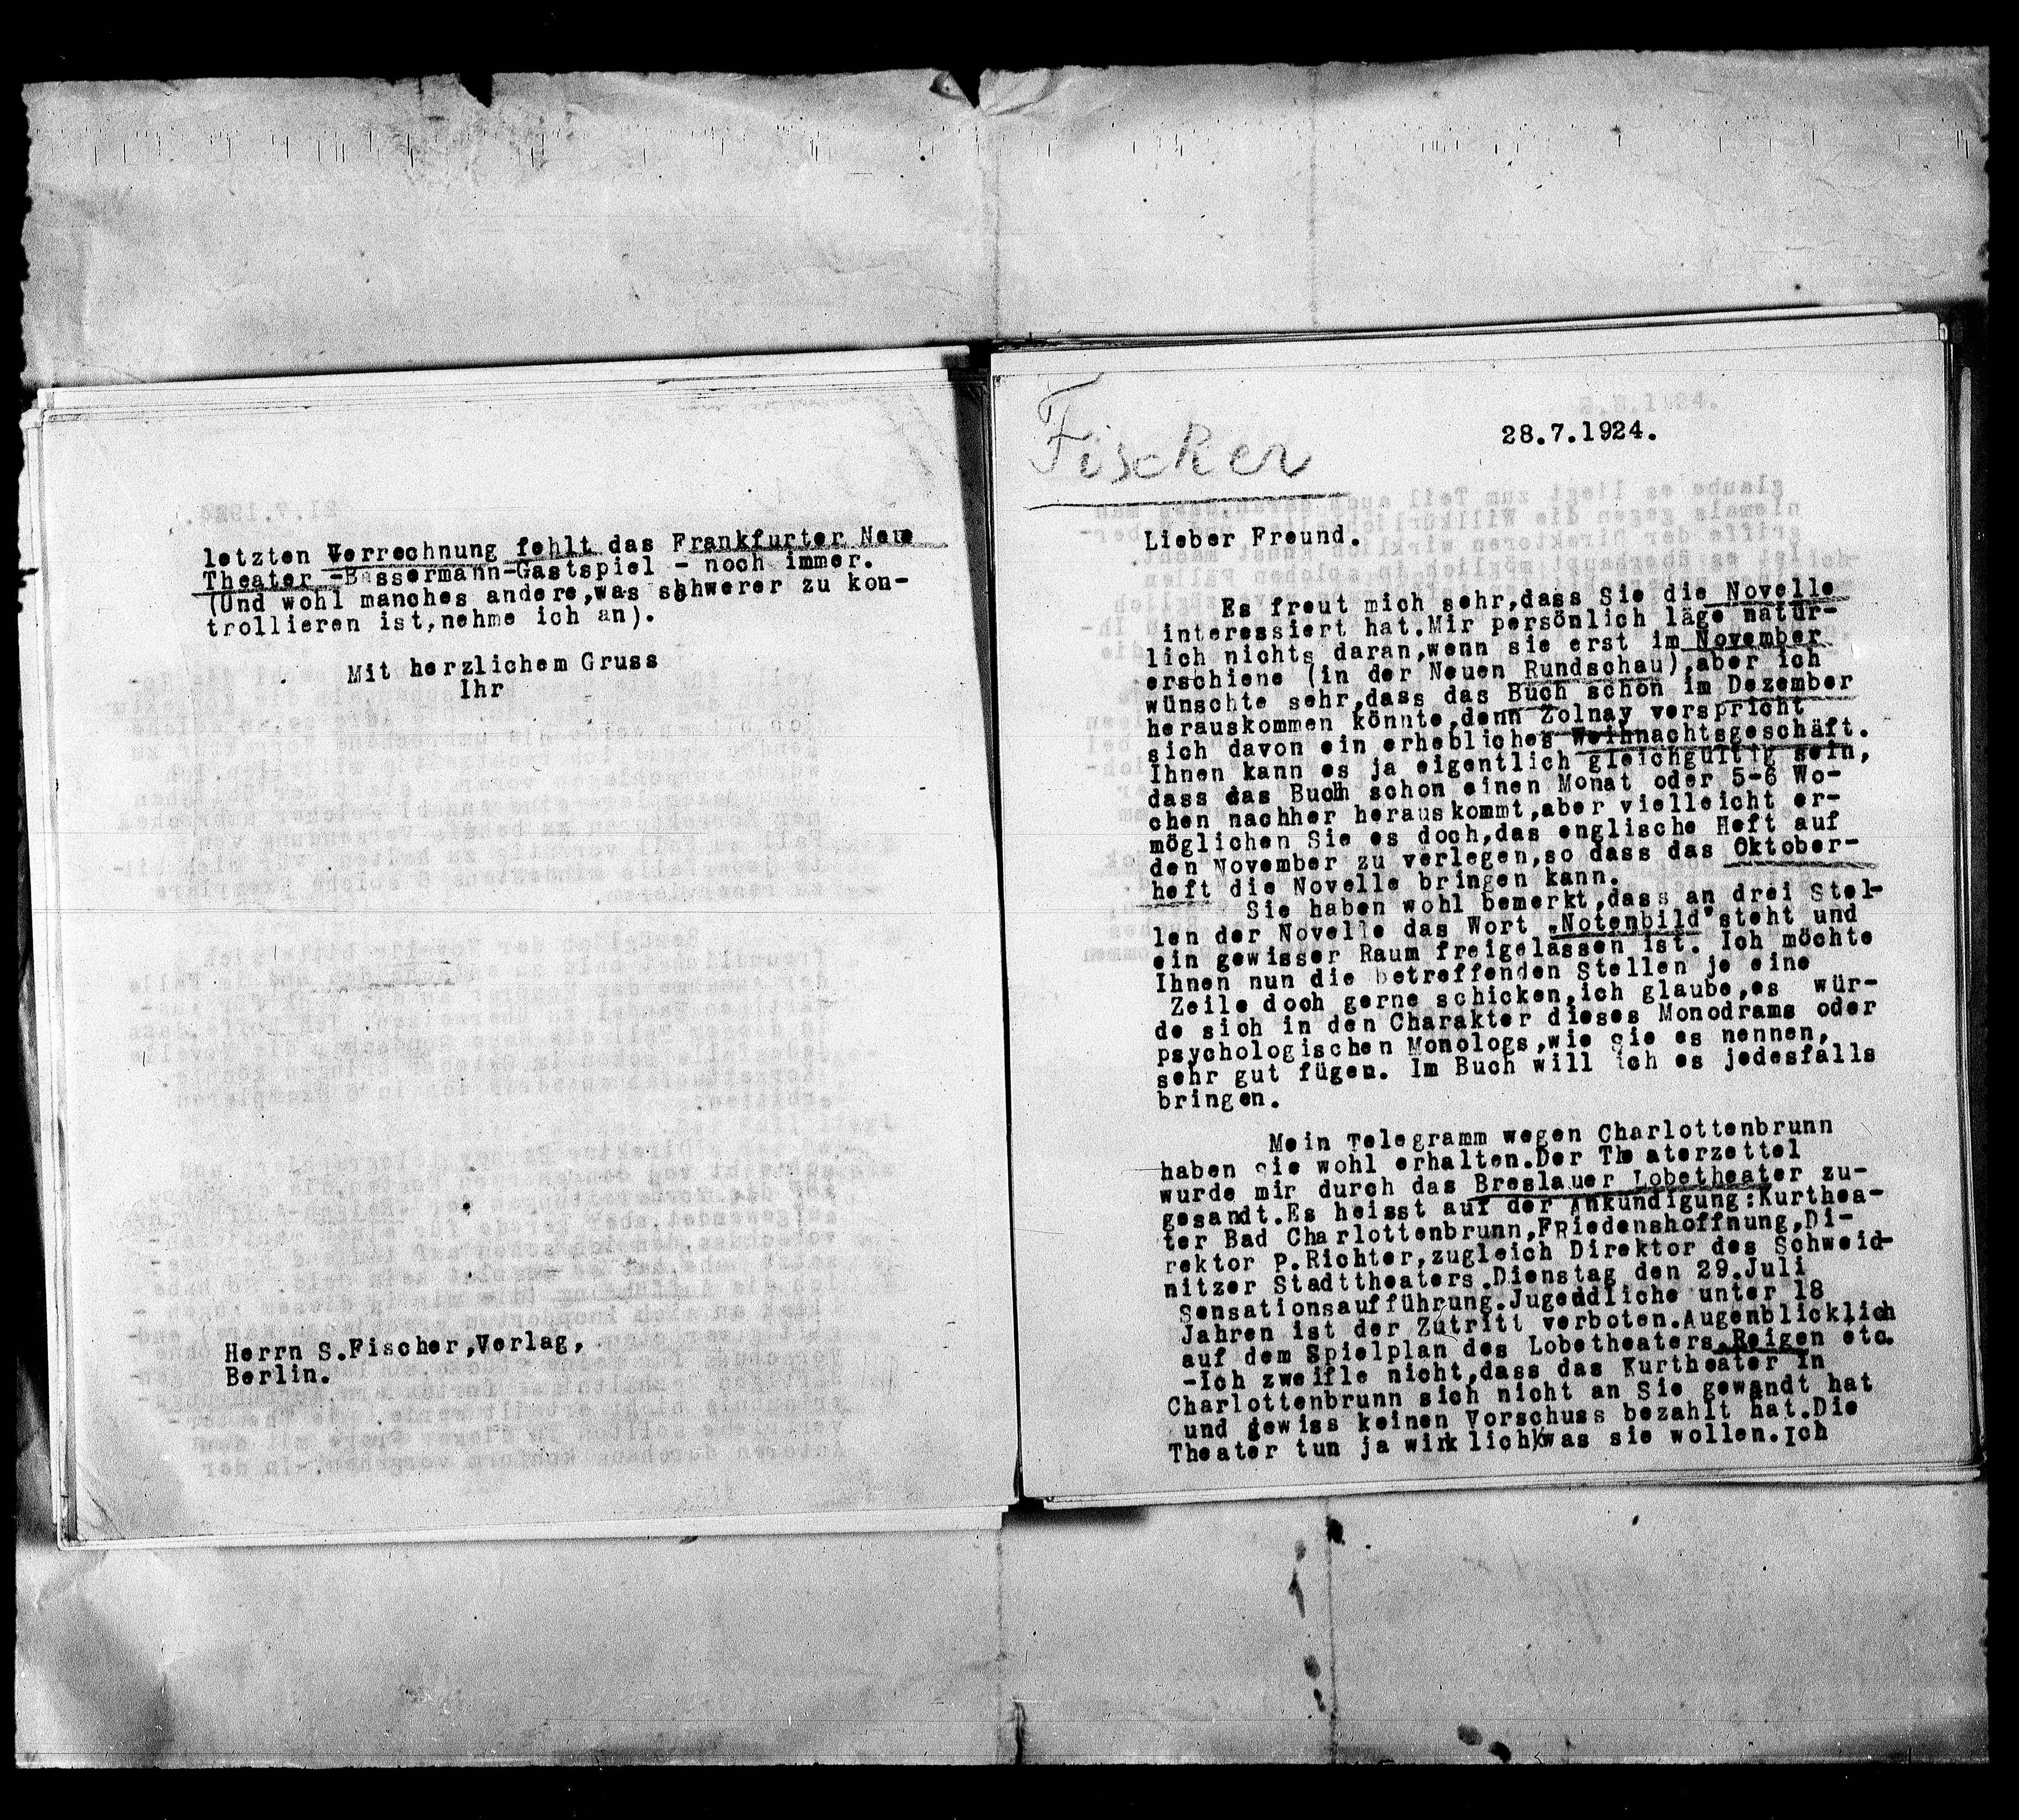 letzten Verrechnung fehlt das Frankfurter Neue
Theater -Bassermann-Gastspiel - noch immer.
(Und wohl manches andere,was schwerer zu kon-
trollieren ist,nehme ich an).
Mit herzlichem Gruss
Ihr
Herrn S.Fischer,Verlag,
Berlin.
Fischer
28.7.1924.
Lieber Freund.
Es freut mich sehr,dass Sie die Novelle
interessiert hat.Mir persönlich läge natür-
lich nichts daran,wenn sie erst im November
erschiene (in der Neuen Rundschau),aber ich
wünschte sehr,dass das Buch schon im Dezember
herauskommen könnte,denn Zolnay verspricht
sich davon ein erhebliches Weihnachtsgeschäft.
Ihnen kann es ja eigentlich gleichgültig sein,
dass das Buch schon einen Monat oder 5-6 Wo-
chen nachher herauskommt,aber vielleicht er-
möglichen Sie es doch,das englische Heft auf
den November zu verlegen,so dass das Oktober-
heft die Novelle bringen kann.
Sie haben wohl bemerkt,dass an drei Stel-
len der Novelle das Wort „Notenbild"steht und
ein gewisser Raum freigelassen ist. Ich möchte
Ihnen nun die betreffenden Stellen je eine
Zeile doch gerne schicken,ich glaube,es wür-
de sich in den Charakter dieses Monodrams oder
psychologischen Monologs,wie sie es nennen,
sehr gut fügen. Im Buch will ich es jedesfalls
bringen.
Mein Telegramm wegen Charlottenbrunn
haben sie wohl erhalten.Der Theaterzettel
wurde mir durch das Breslauer Lobetheater zu-
gesandt.Es heisst auf der Ankündigung:Kurthea-
ter Bad Charlottenbrunn,FRiedenshoffnung,Di-
rektor P.Richter,zugleich Direktor des Schweid-
nitzer Stadttheaters.Dienstag den 29.Juli
Sensationsaufführung.Jugendliche unter 18
Jahren ist der Zutritt verboten.Augenblicklich
auf dem Spielplan des Lobetheaters„Reigen etc.
-Ich zweifle nicht,dass das Kurtheater in
Charlottenbrunn sich nicht an Sie gewandt hat
und gewiss keinen Vorschuss bezahlt hat.Die
Theater tun ja wirklich was sie wollen.Ich